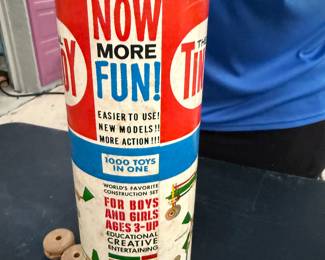 NOW
MORE
FUN!
THE
EASIER TO USE!
NEW MODELS!!
MORE ACTION!!!
1000 TOYS
IN ONE
WORLD'S FAVORITE
CONSTRUCTION SET
FOR BOYS
AND GIRLS
AGES 3-UP
EDUCATIONAL
CREATIVE
ENTERTAINING